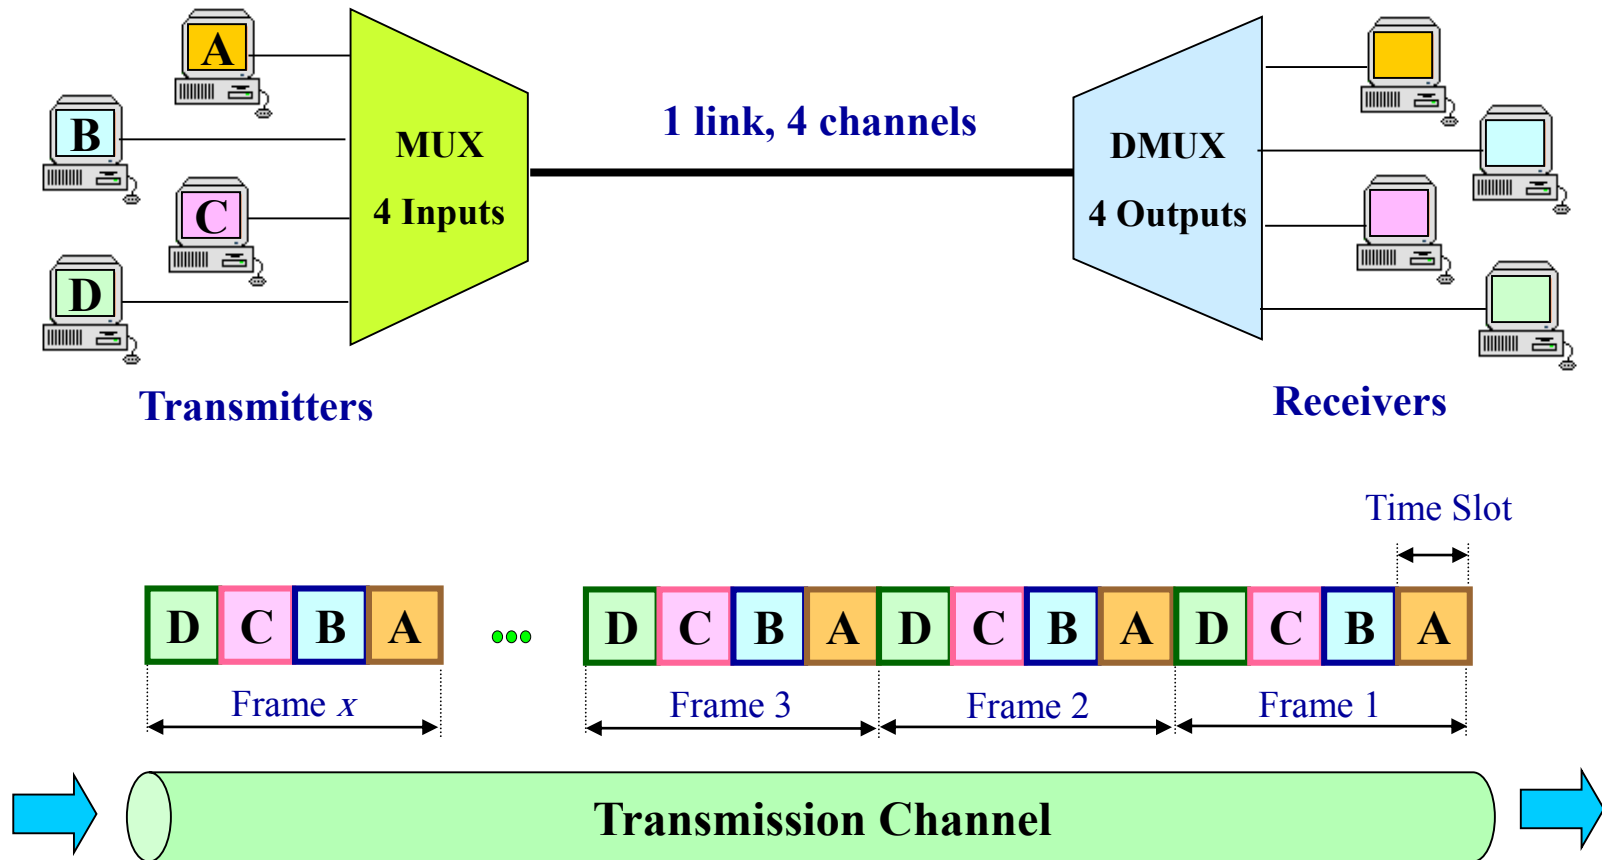 A
B
C
D
MUX
4 Inputs
1 link, 4 channels
DMUX
4 Outputs
Transmitters
Receivers
Time Slot
D C B A D C B A D C B A D C B A
Frame x Frame 3 Frame 2 Frame 1
Transmission Channel